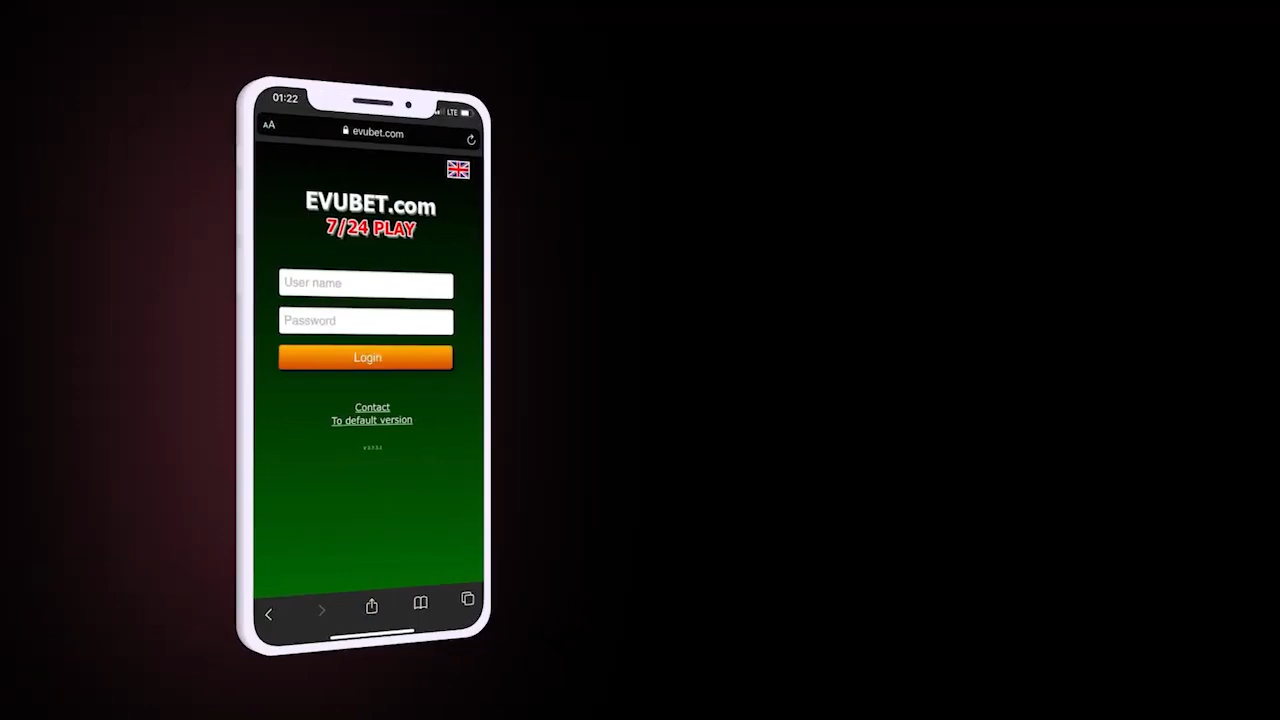 01:22
LTE
AA
evubet.com
EVUBET.com
7/24 PLAY
User name
Password
Login
Contact
To default version